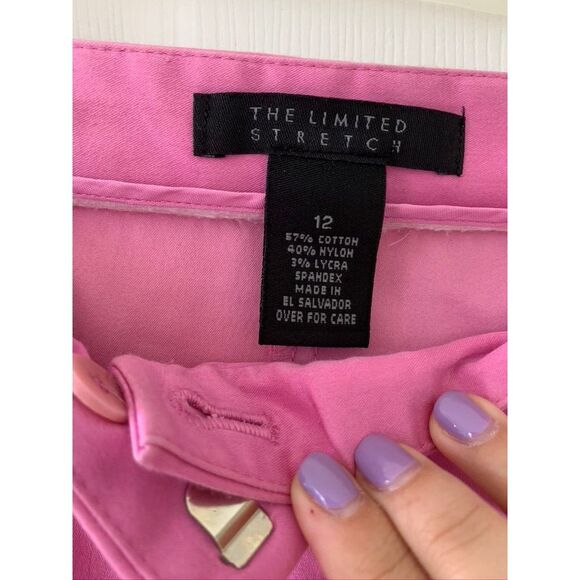 THE LIMITED
STRETCH
12
57% COTTON
40% NYLON
3% LYCRA
SPANDEX
MADE IN
EL SALVADOR
OVER FOR CARE